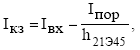 Iкз = Iвх − Iпор / h21Э45,